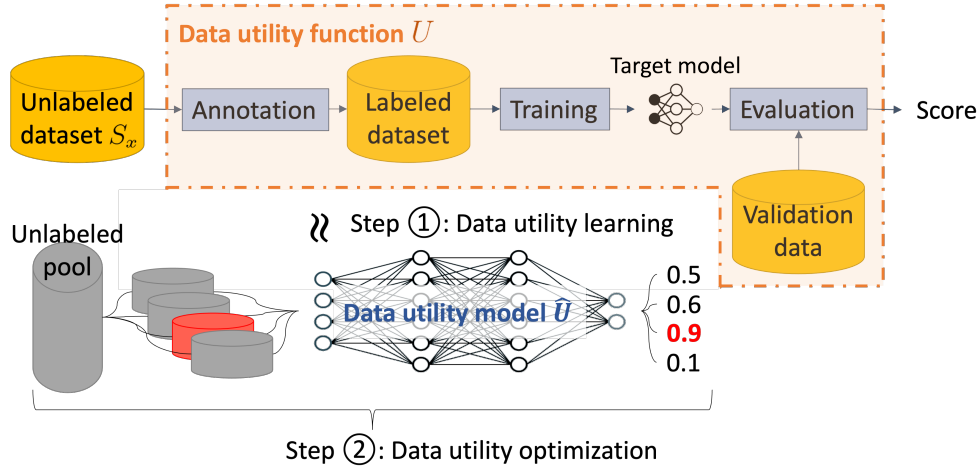 Data utility function U
Unlabeled
dataset Sₓ
Annotation
Labeled
dataset
Training
Target model
Evaluation
Score
Validation
data
Step ①: Data utility learning
≈
Unlabeled
pool
Data utility model Û
0.5
0.6
0.9
0.1
Step ②: Data utility optimization